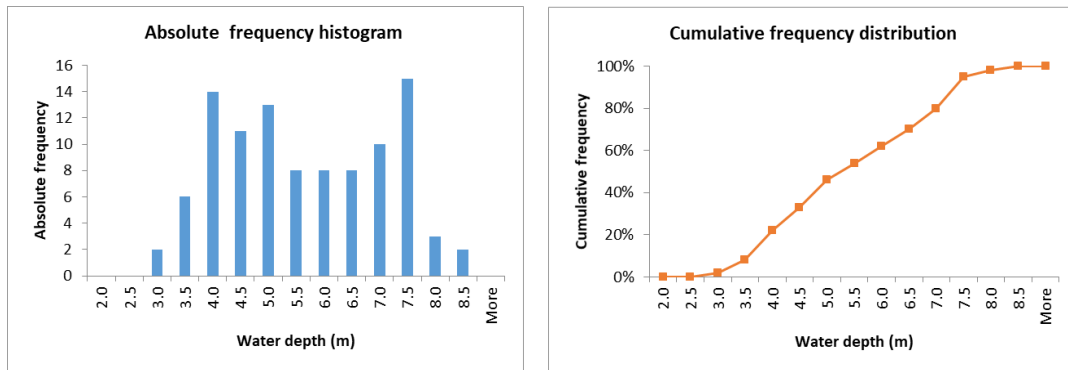 Absolute frequency histogram
Absolute frequency
16
14
12
10
8
6
4
2
0
2.0 2.5 3.0 3.5 4.0 4.5 5.0 5.5 6.0 6.5 7.0 7.5 8.0 8.5 More
Water depth (m)
Cumulative frequency distribution
Cumulative frequency
100%
80%
60%
40%
20%
0%
2.0 2.5 3.0 3.5 4.0 4.5 5.0 5.5 6.0 6.5 7.0 7.5 8.0 8.5 More
Water depth (m)